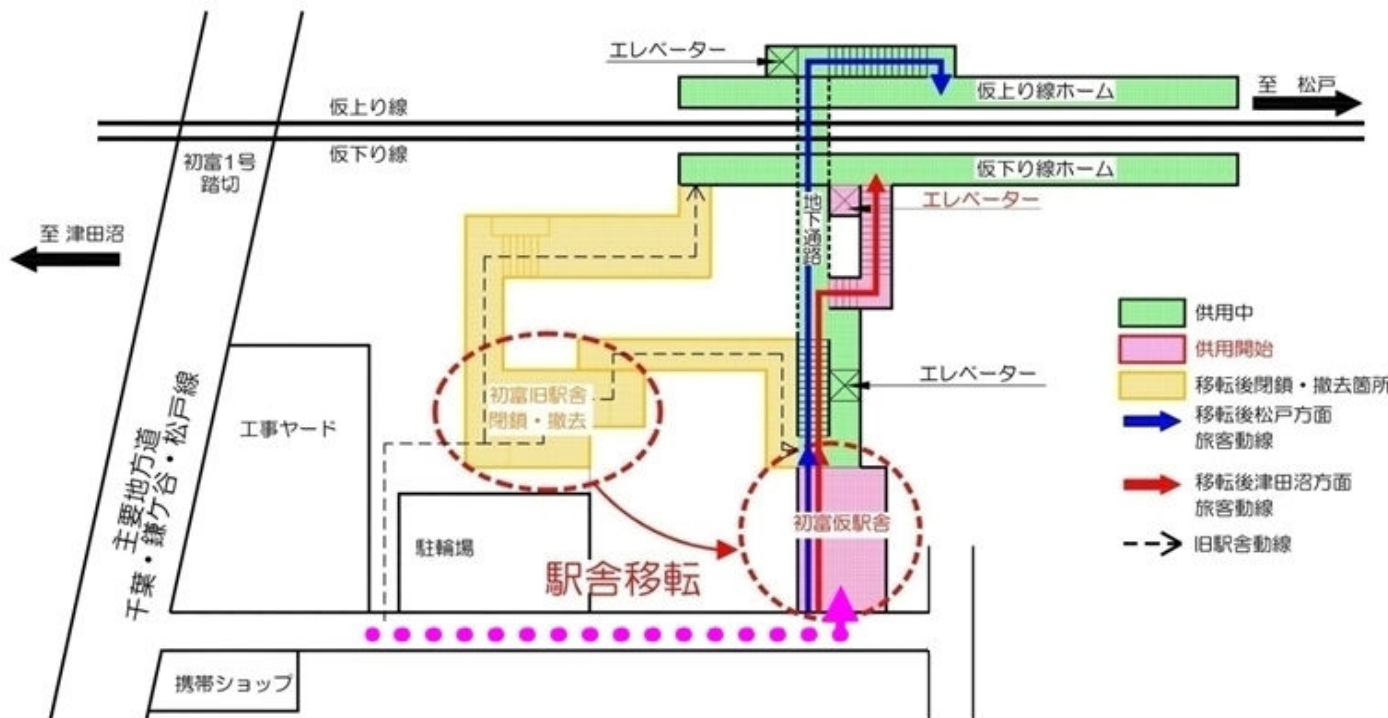 エレベーター
仮上り線ホーム
至 松戸
仮上り線
仮下り線
初富1号
踏切
仮下り線ホーム
エレベーター
地下通路
至 津田沼
供用中
供用開始
移転後閉鎖・撤去箇所
移転後松戸方面
旅客動線
移転後津田沼方面
旅客動線
旧駅舎動線
エレベーター
初富旧駅舎
閉鎖・撤去
工事ヤード
主要地方道
千葉・鎌ケ谷・松戸線
初富仮駅舎
駐輪場
駅舎移転
携帯ショップ